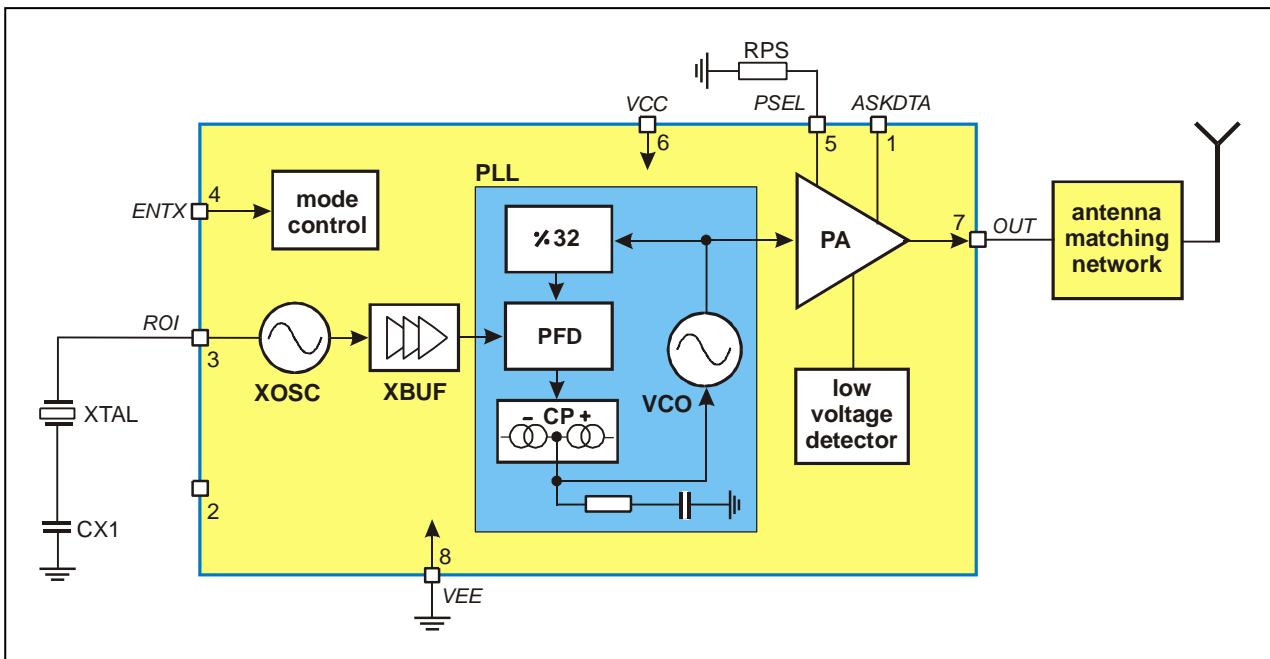 RPS
VCC
PSEL
ASKDTA
6
5
1
PLL
4
ENTX
mode
control
٪ 32
PA
7
OUT
antenna
matching
network
ROI
3
XOSC
XBUF
PFD
VCO
low
voltage
detector
XTAL
- CP +
2
CX1
8
VEE